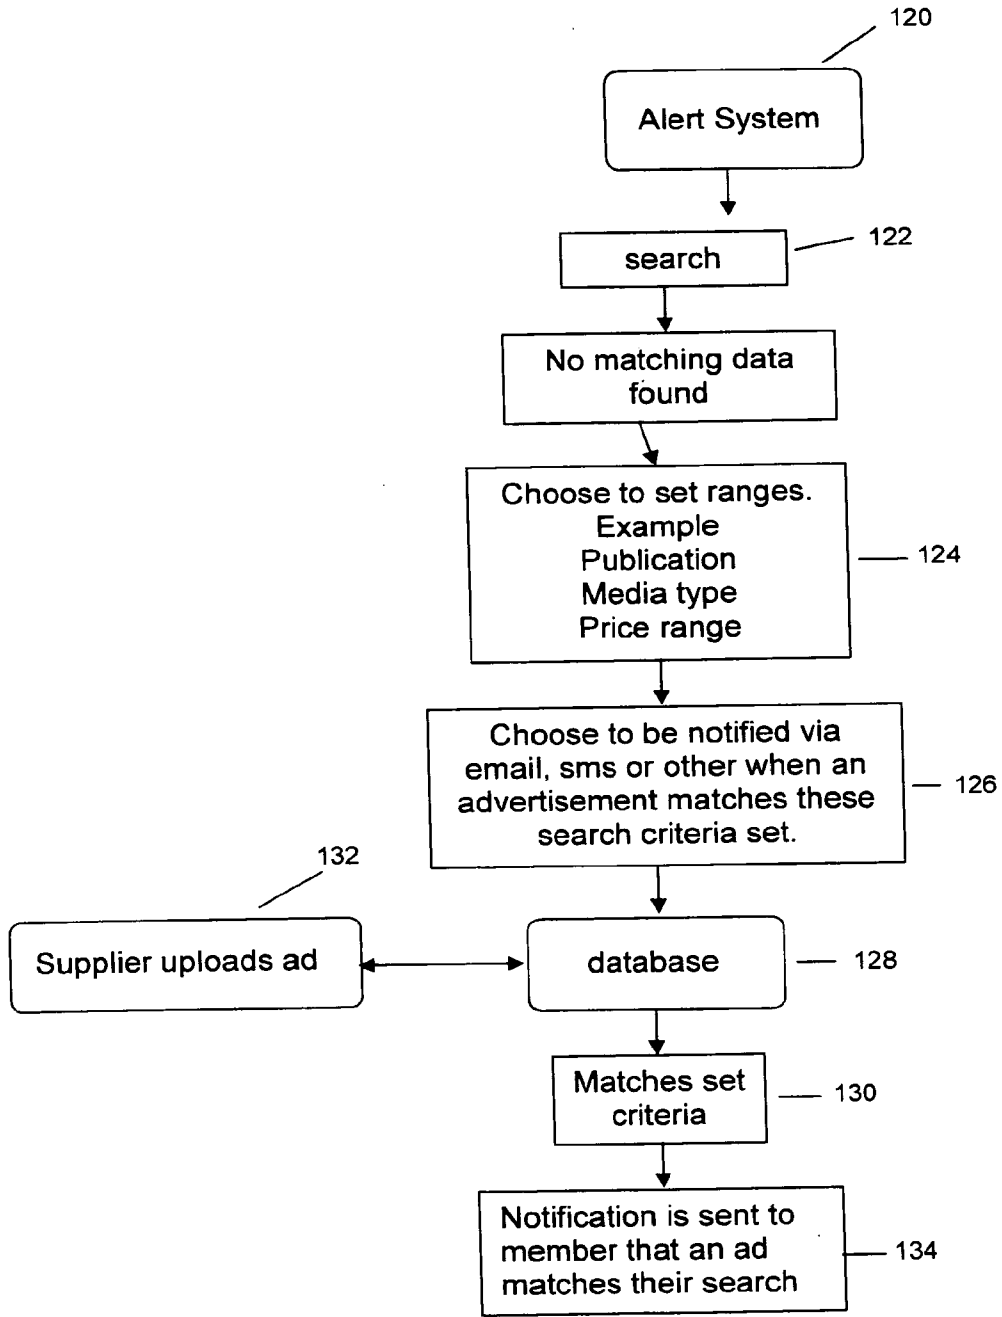 120
Alert System
122
search
No matching data
found
Choose to set ranges.
Example
Publication
Media type
Price range
124
Choose to be notified via
email, sms or other when an
advertisement matches these
search criteria set.
126
132
Supplier uploads ad
database
128
Matches set
criteria
130
Notification is sent to
member that an ad
matches their search
134